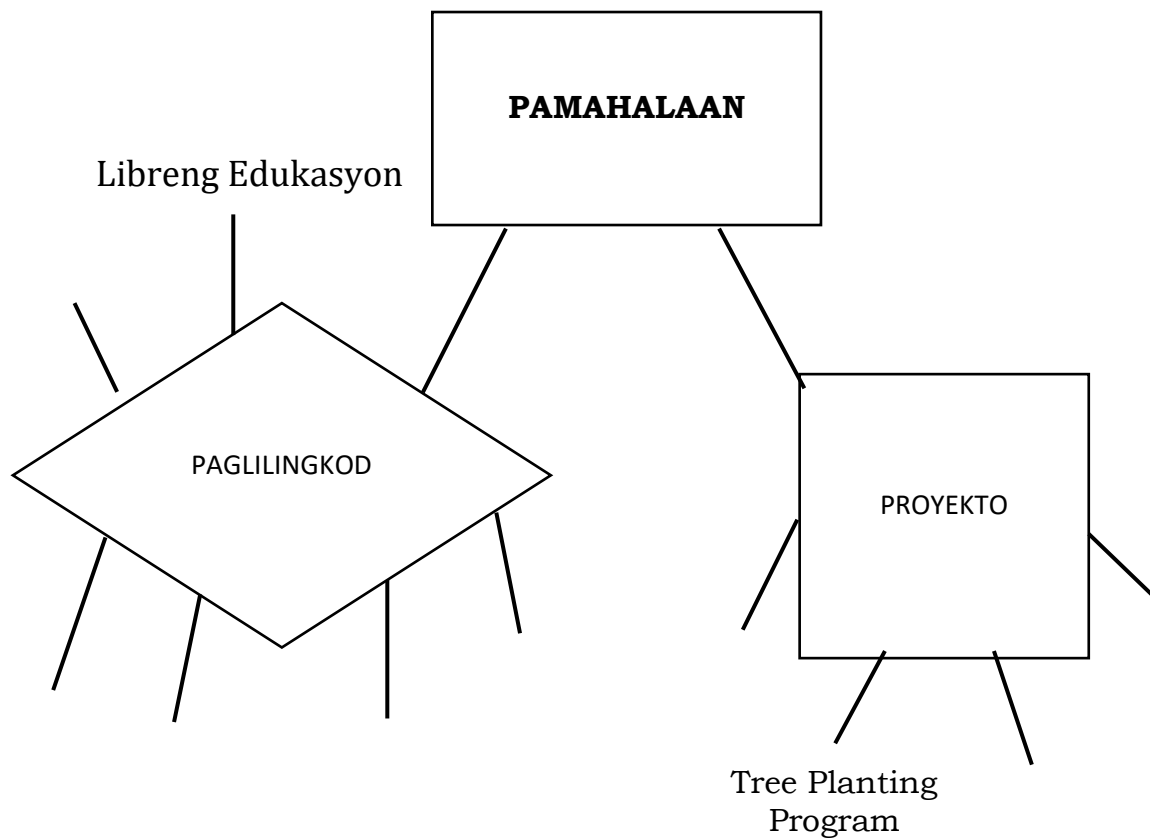 PAMAHALAAN
Libreng Edukasyon
PAGLILINGKOD
PROYEKTO
Tree Planting
Program